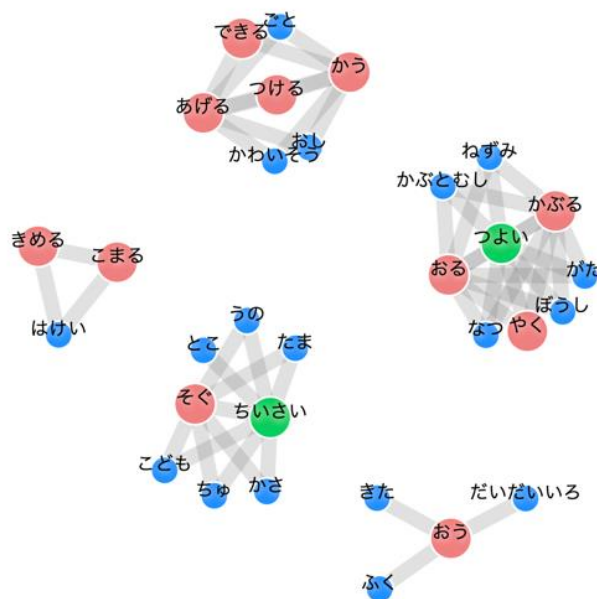 できる
ごと
かう
つける
あげる
おし
かわいそう
ねずみ
かぶとむし
かぶる
つよい
おる
がた
ぼうし
なつ
やく
きめる
こまる
はけい
うの
とこ
たま
そぐ
ちいさい
こども
ちゅ
かさ
きた
だいだいいろ
おう
ふく